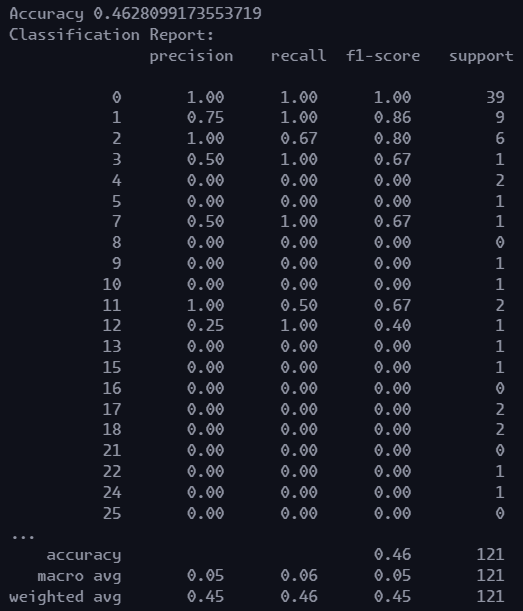 Accuracy 0.4628099173553719
Classification Report:
precision recall f1-score support
0 1.00 1.00 1.00 39
1 0.75 1.00 0.86 9
2 1.00 0.67 0.80 6
3 0.50 1.00 0.67 1
4 0.00 0.00 0.00 2
5 0.00 0.00 0.00 1
7 0.50 1.00 0.67 1
8 0.00 0.00 0.00 0
9 0.00 0.00 0.00 1
10 0.00 0.00 0.00 1
11 1.00 0.50 0.67 2
12 0.25 1.00 0.40 1
13 0.00 0.00 0.00 1
15 0.00 0.00 0.00 1
16 0.00 0.00 0.00 0
17 0.00 0.00 0.00 2
18 0.00 0.00 0.00 2
21 0.00 0.00 0.00 0
22 0.00 0.00 0.00 1
24 0.00 0.00 0.00 1
25 0.00 0.00 0.00 0
...
accuracy 0.46 121
macro avg 0.05 0.06 0.05 121
weighted avg 0.45 0.46 0.45 121